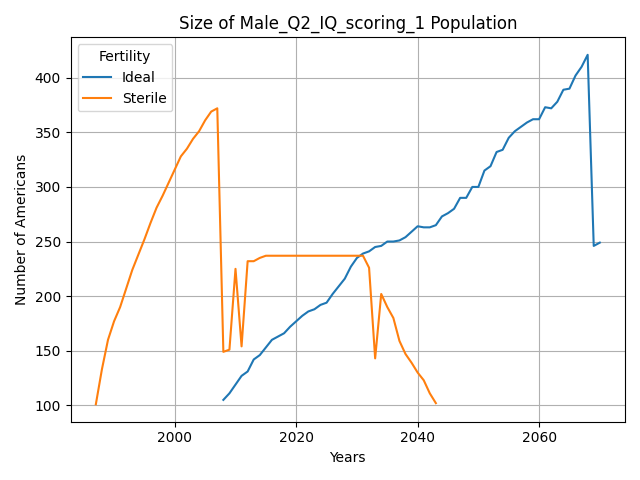 Size of Male_Q2_IQ_scoring_1 Population
Fertility
Ideal
Sterile
Number of Americans
400
350
300
250
200
150
100
2000 2020 2040 2060
Years